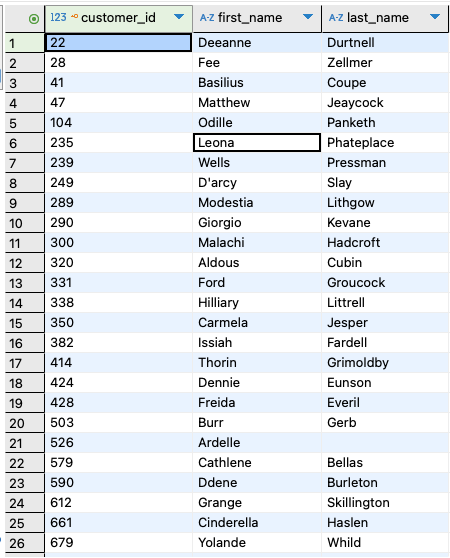 123 customer_id A-Z first_name A-Z last_name
1 22 Deeanne Durtnell
2 28 Fee Zellmer
3 41 Basilius Coupe
4 47 Matthew Jeaycock
5 104 Odille Panketh
6 235 Leona Phateplace
7 239 Wells Pressman
8 249 D'arcy Slay
9 289 Modestia Lithgow
10 290 Giorgio Kevane
11 300 Malachi Hadcroft
12 320 Aldous Cubin
13 331 Ford Groucock
14 338 Hilliary Littrell
15 350 Carmela Jesper
16 382 Issiah Fardell
17 414 Thorin Grimoldby
18 424 Dennie Eunson
19 428 Freida Everil
20 503 Burr Gerb
21 526 Ardelle
22 579 Cathlene Bellas
23 590 Ddene Burleton
24 612 Grange Skillington
25 661 Cinderella Haslen
26 679 Yolande Whild